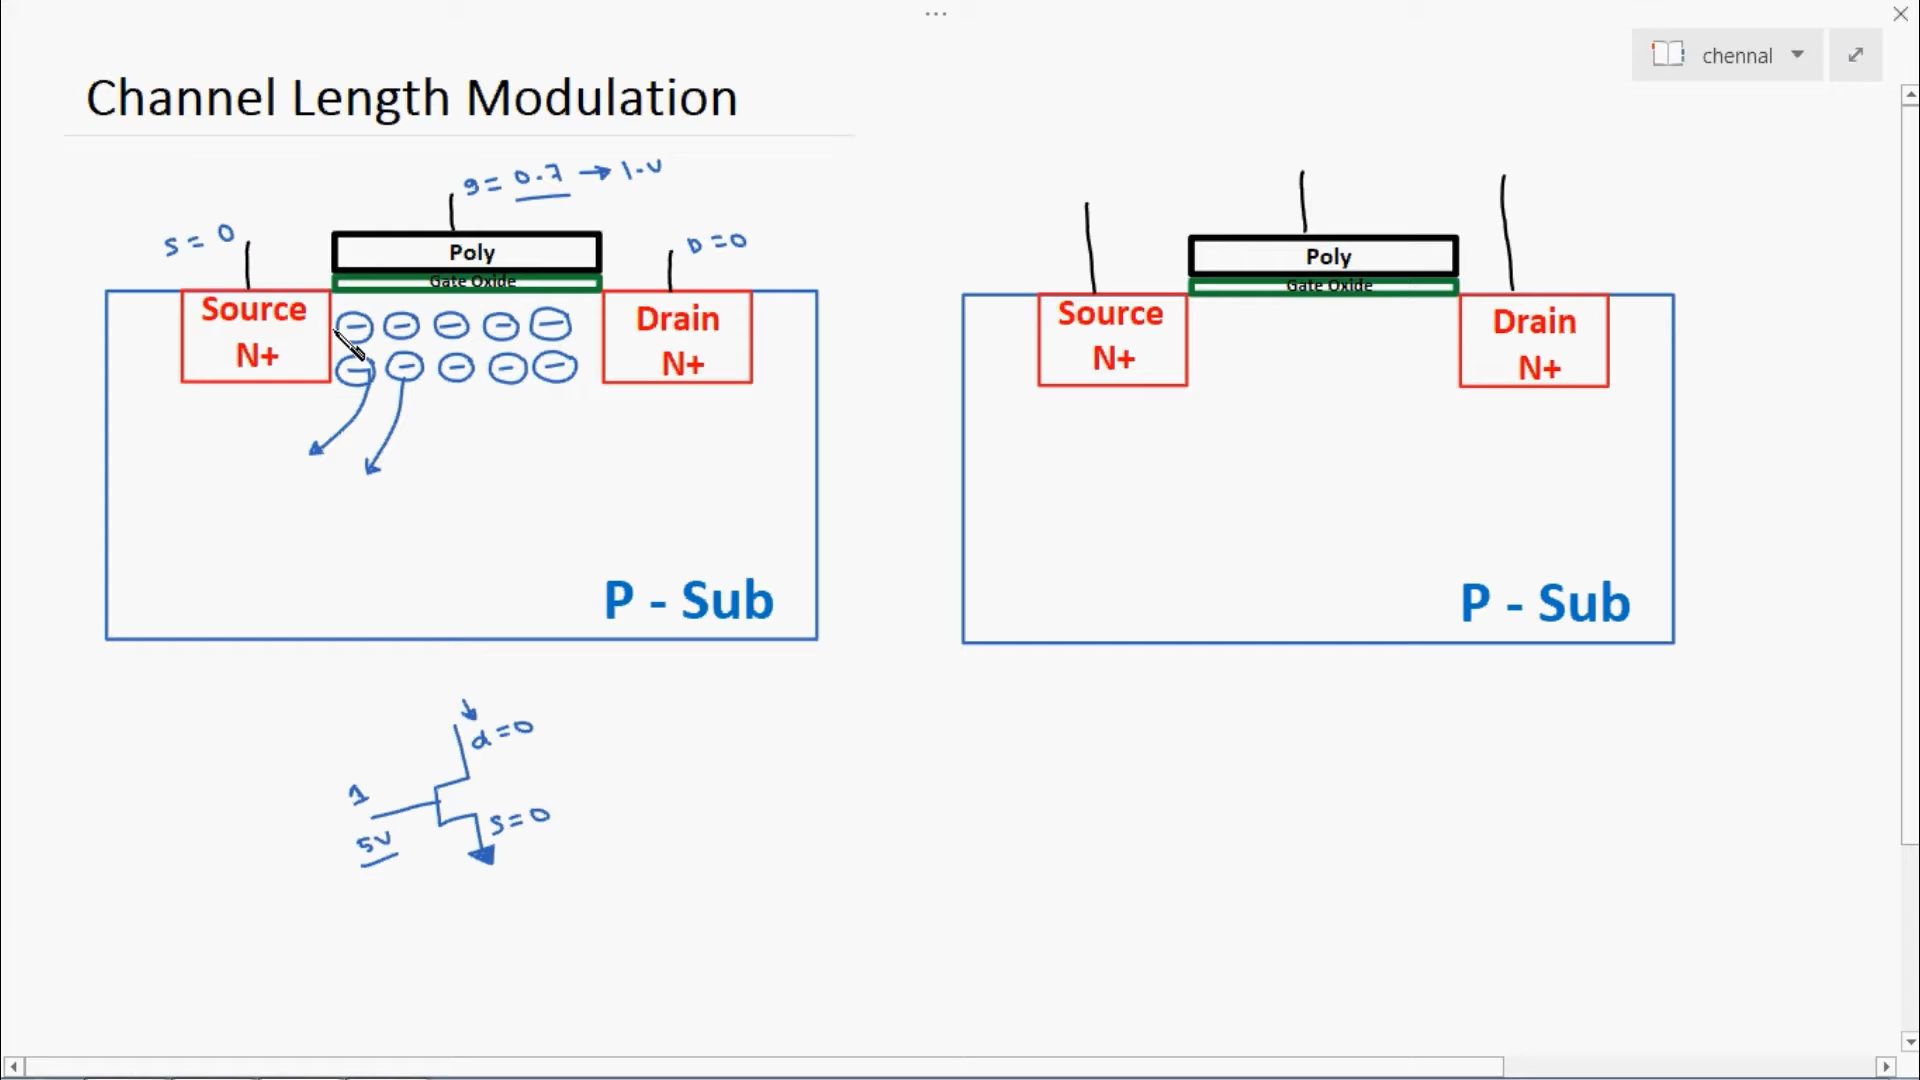 ...
chennal
Channel Length Modulation
g = 0.7 → 1.v
S = 0
D = 0
Poly
Gate Oxide
Source
N+
Drain
N+
P - Sub
Poly
Gate Oxide
Source
N+
Drain
N+
P - Sub
d = 0
1
5V
S = 0